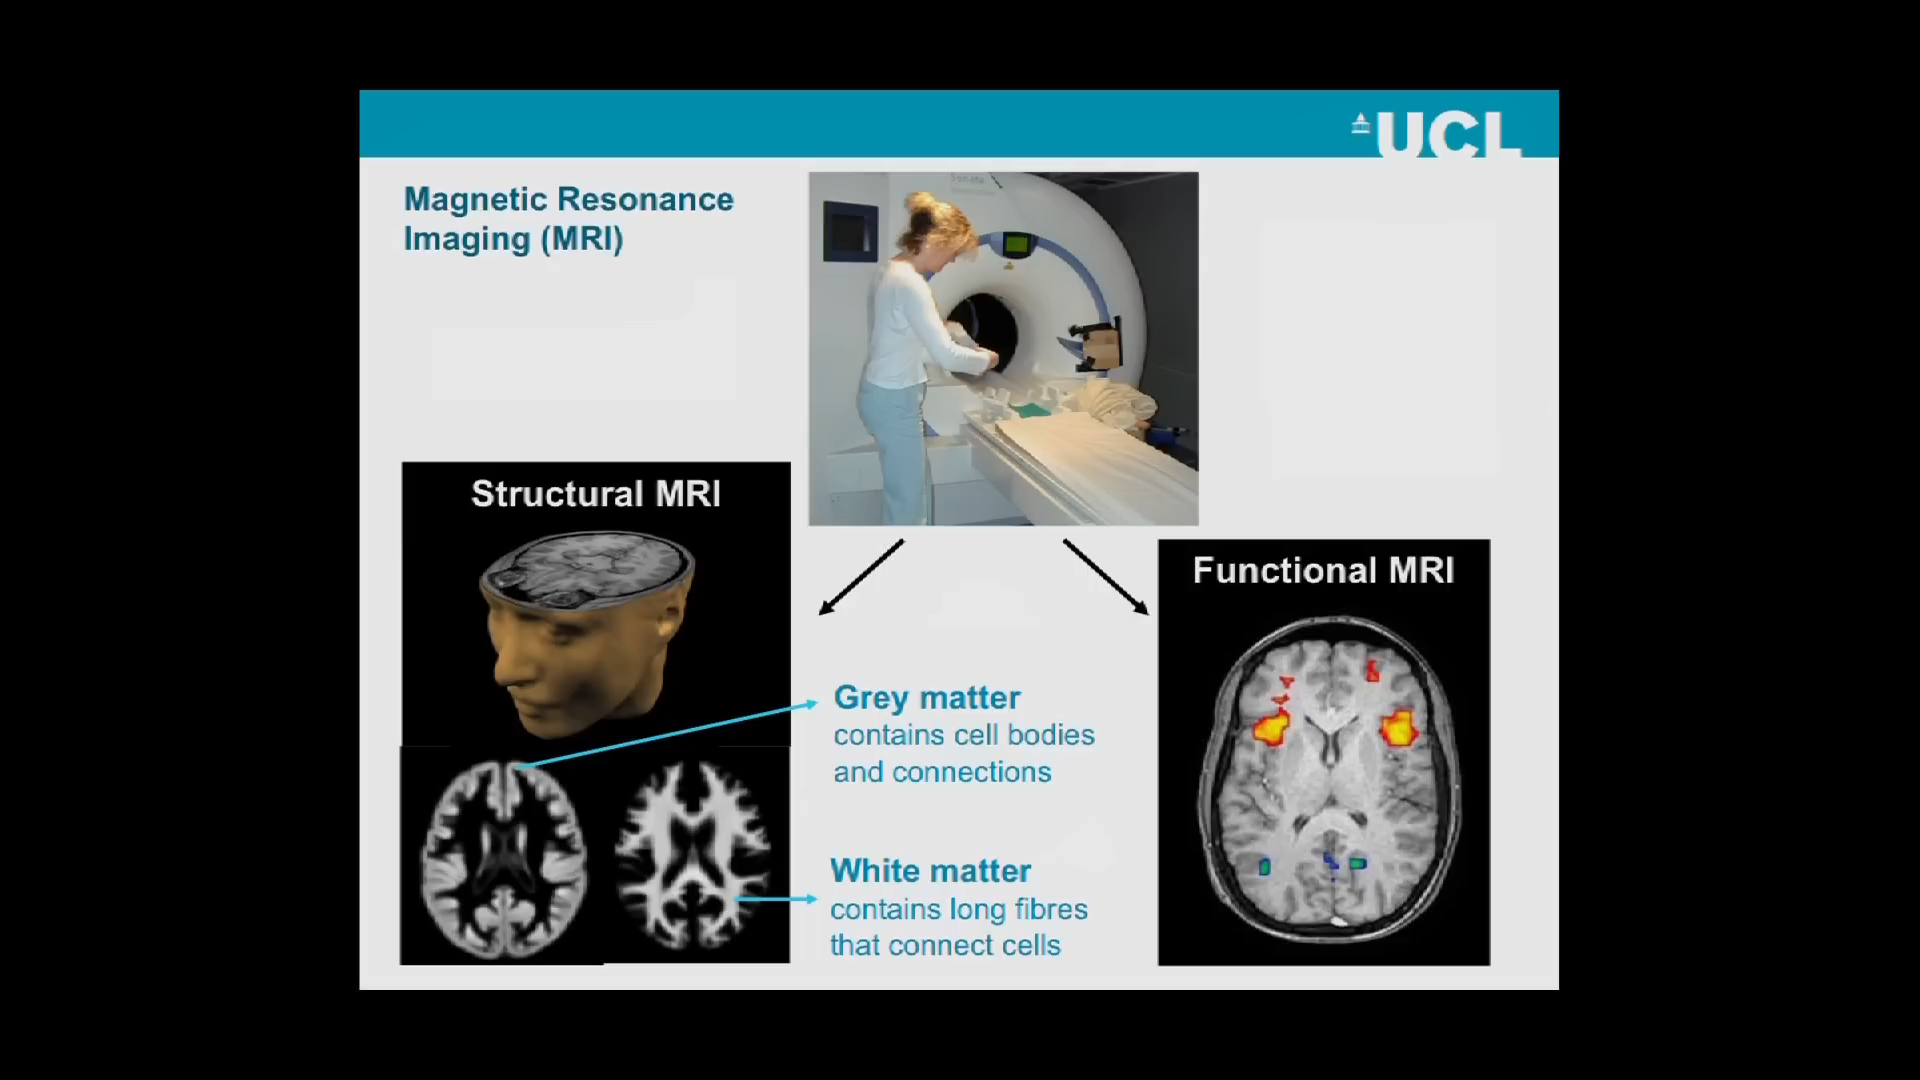 UCL
Magnetic Resonance
Imaging (MRI)
Structural MRI
Functional MRI
Grey matter
contains cell bodies
and connections
White matter
contains long fibres
that connect cells